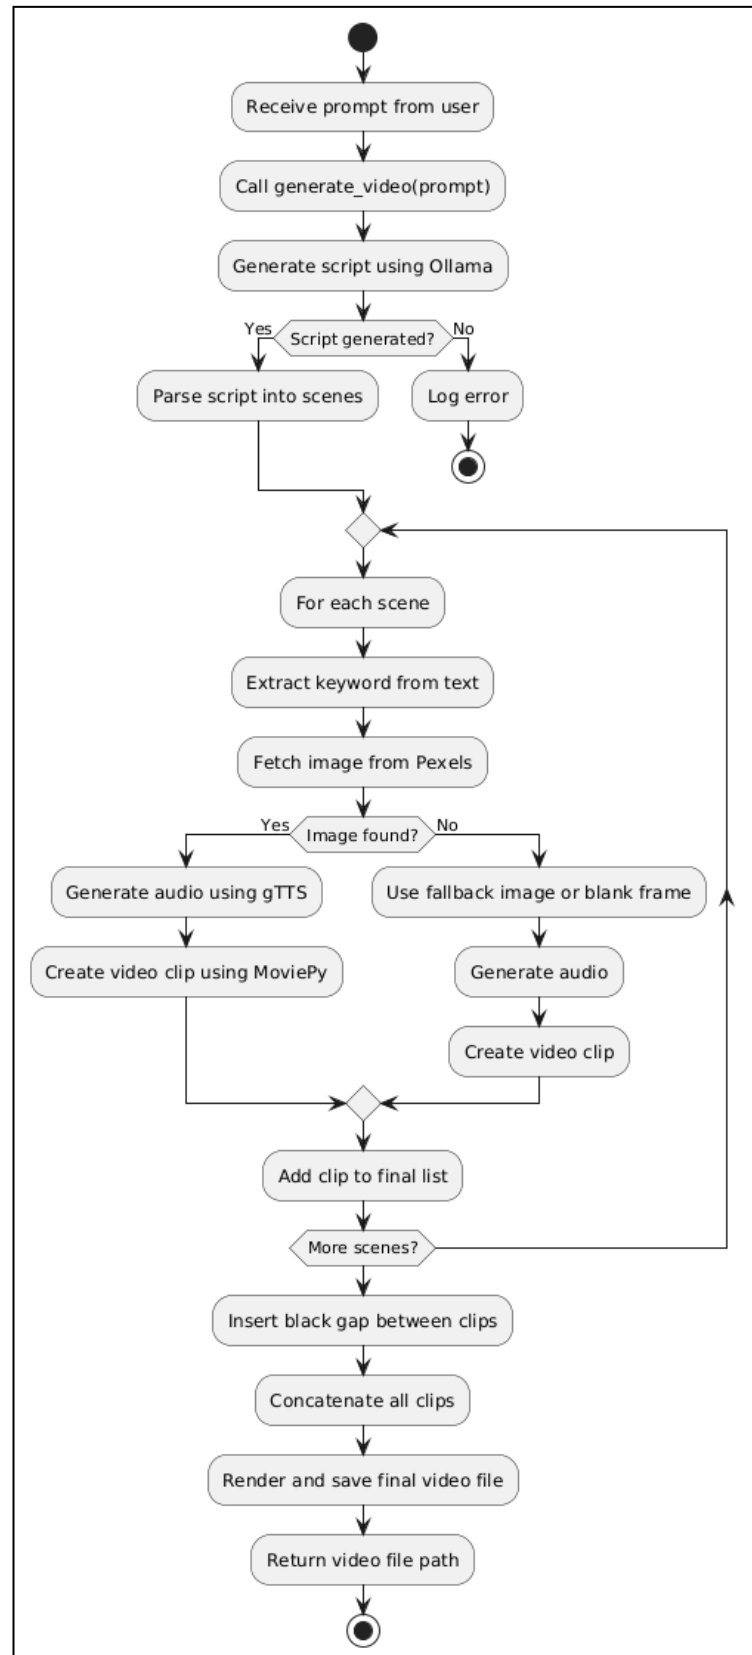 Receive prompt from user
Call generate_video(prompt)
Generate script using Ollama
Yes
Script generated?
No
Parse script into scenes
Log error
For each scene
Extract keyword from text
Fetch image from Pexels
Yes
Image found?
No
Generate audio using gTTS
Use fallback image or blank frame
Create video clip using MoviePy
Generate audio
Create video clip
Add clip to final list
More scenes?
Insert black gap between clips
Concatenate all clips
Render and save final video file
Return video file path